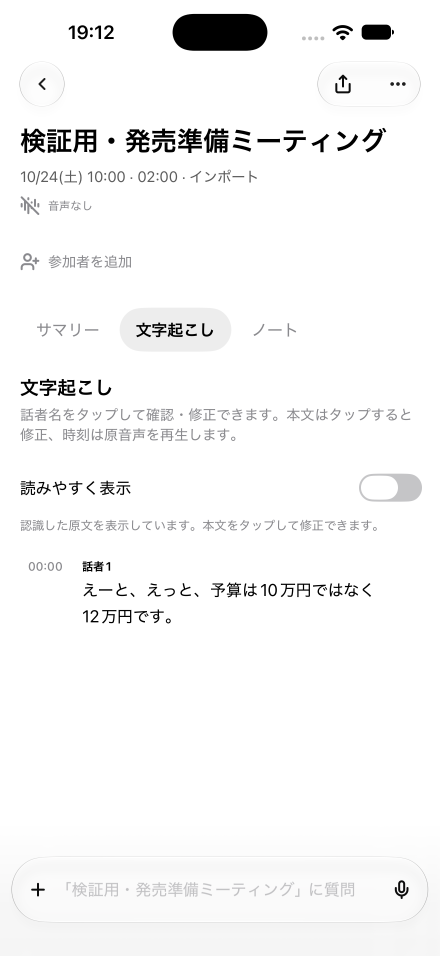 19:12
検証用・発売準備ミーティング
10/24(土) 10:00 · 02:00 · インポート
音声なし
参加者を追加
サマリー 文字起こし ノート
文字起こし
話者名をタップして確認・修正できます。本文はタップすると
修正、時刻は原音声を再生します。
読みやすく表示
認識した原文を表示しています。本文をタップして修正できます。
00:00 話者1
えーと、えっと、予算は10万円ではなく
12万円です。
「検証用・発売準備ミーティング」に質問